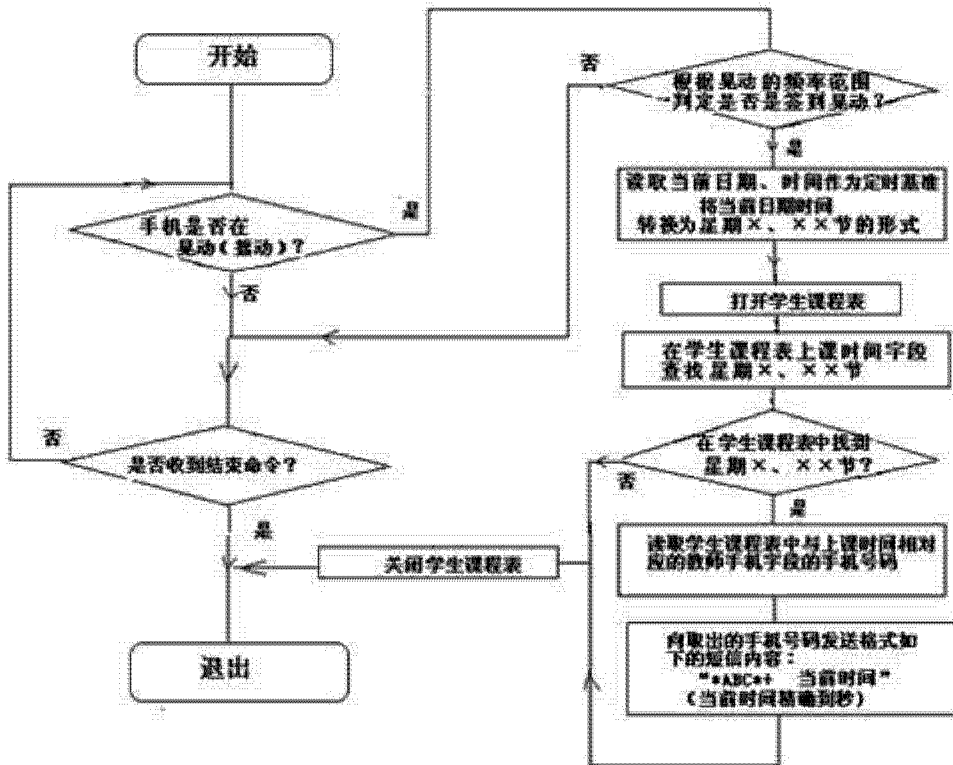 开始
手机是否在
晃动（摇动）？
是
否
否
是否收到结束命令？
是
退出
否
根据晃动的频率范围
判定是否是签到晃动？
是
读取当前日期、时间作为定时基准
将当前日期时间
转换为星期×、××节的形式
打开学生课程表
在学生课程表上课时间字段
查找星期×、××节
在学生课程表中找到
星期×、××节？
否
是
读取学生课程表中与上课时间相对
应的教师手机字段的手机号码
关闭学生课程表
向取出的手机号码发送格式如
下的短信内容：
“*ABC*+ 当前时间”
（当前时间精确到秒）